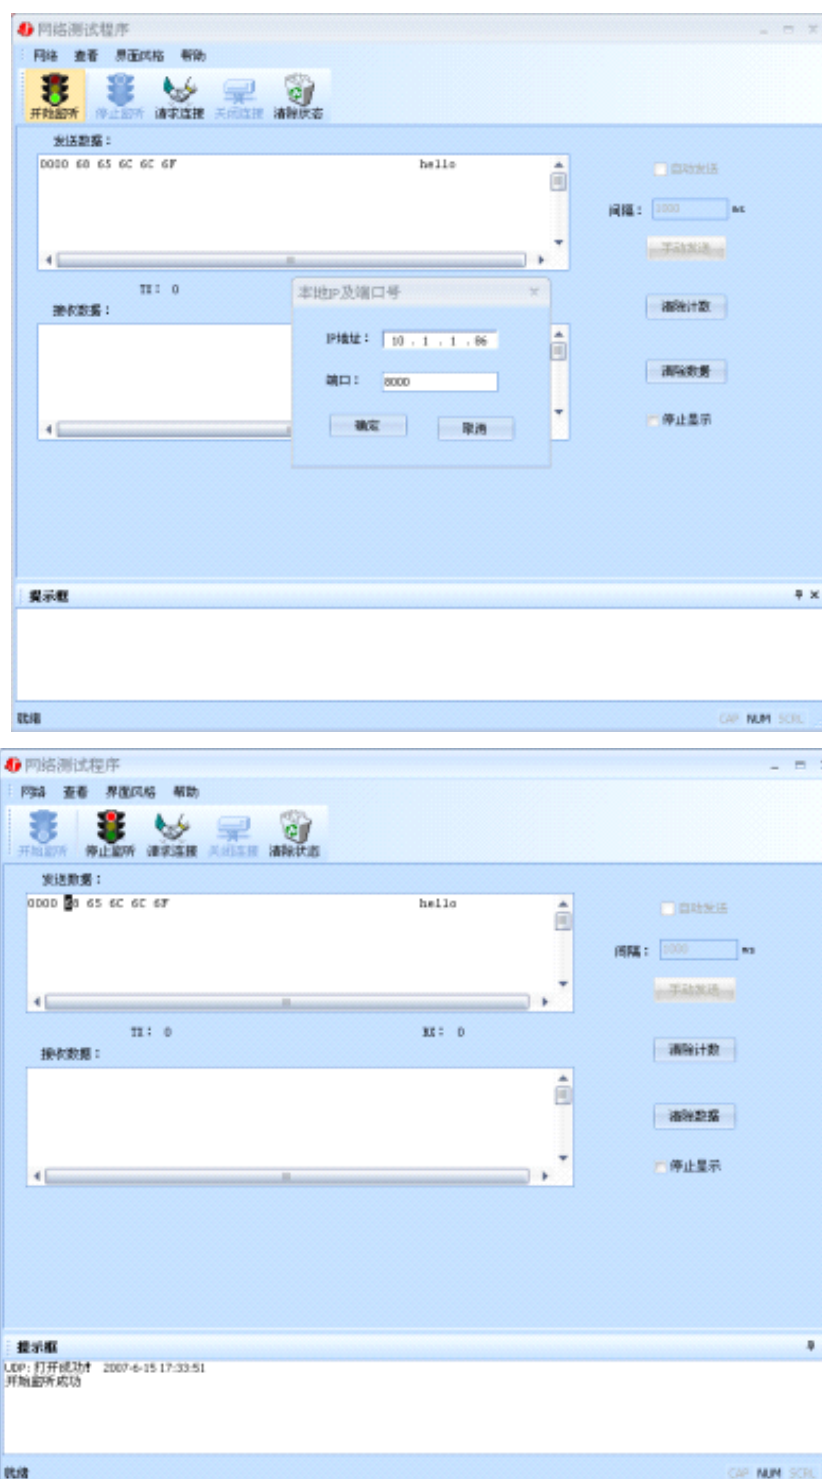 网络测试程序
网络 查看 界面风格 帮助
开始监听 停止监听 请求连接 关闭连接 清除状态
发送数据：
0000 68 65 6C 6C 6F hello
自动发送
间隔： 1000 ms
手动发送
TX： 0
接收数据：
清除计数
本地IP及端口号
IP地址： 10 . 1 . 1 . 86
端口： 8000
确定 取消
清除数据
停止显示
提示框
就绪
CAP NUM SCRL
网络测试程序
网络 查看 界面风格 帮助
开始监听 停止监听 请求连接 关闭连接 清除状态
发送数据：
0000 68 65 6C 6C 6F hello
自动发送
间隔： 1000 ms
手动发送
TX： 0 RX： 0
接收数据：
清除计数
清除数据
停止显示
提示框
UDP: 打开成功! 2007-6-15 17:33:51
开始监听成功
就绪
CAP NUM SCRL